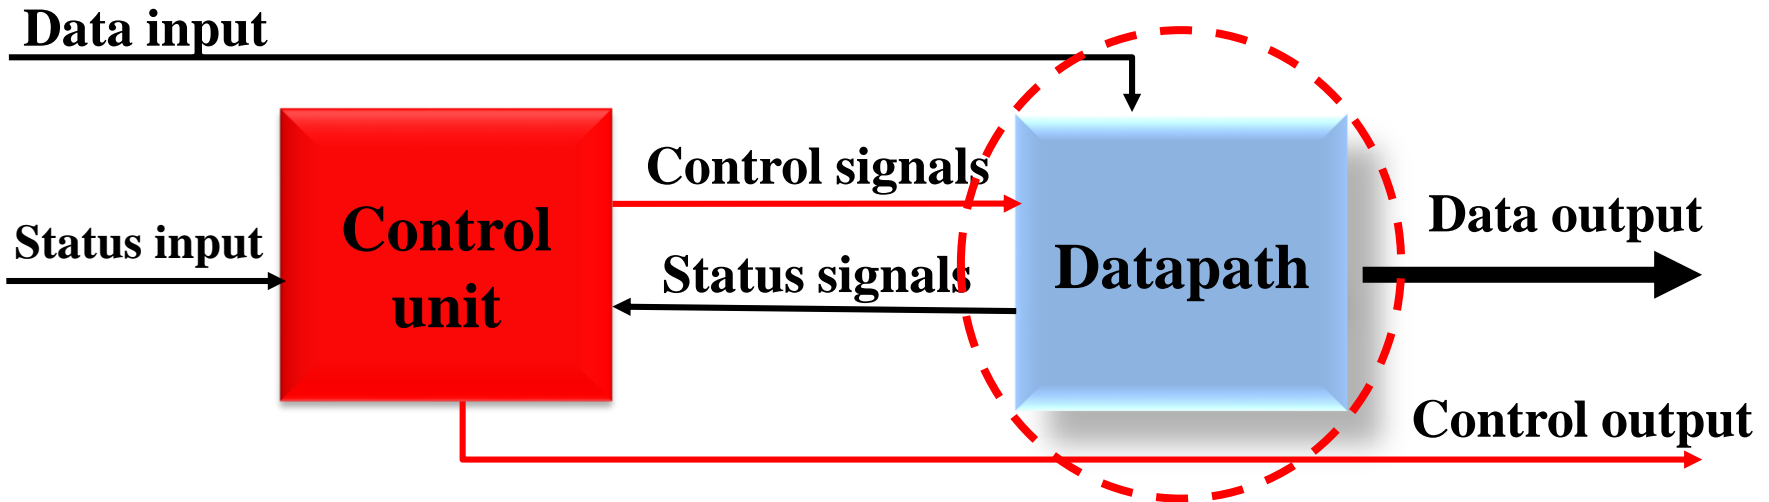 Data input
Control signals
Status input
Control
unit
Status signals
Datapath
Data output
Control output